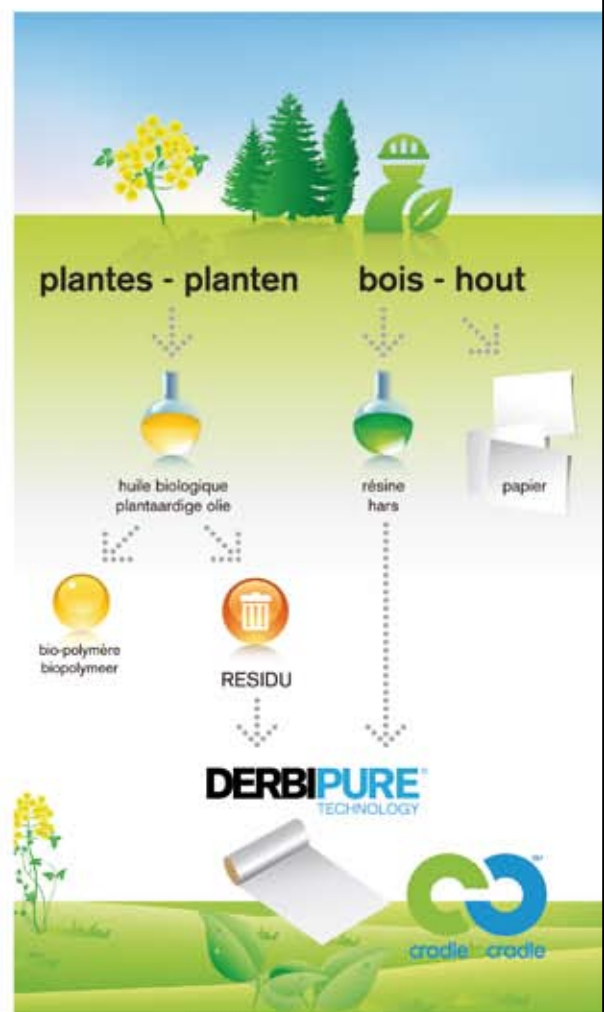 plantes - planten
bois - hout
huile biologique
plantaardige olie
résine
hars
papier
bio-polymère
biopolymeer
RESIDU
DERBIPURE
TECHNOLOGY
cradle to cradle